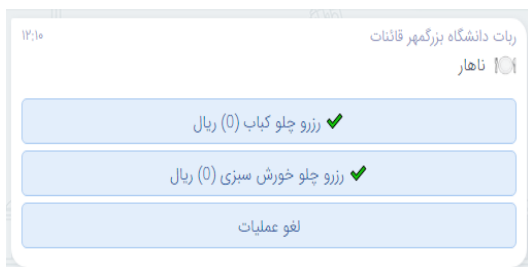 ربات دانشگاه بزرگمهر قائنات
۱۲:۱۰
🍽 ناهار
✔ رزرو چلو کباب (0) ریال
✔ رزرو چلو خورش سبزی (0) ریال
لغو عملیات